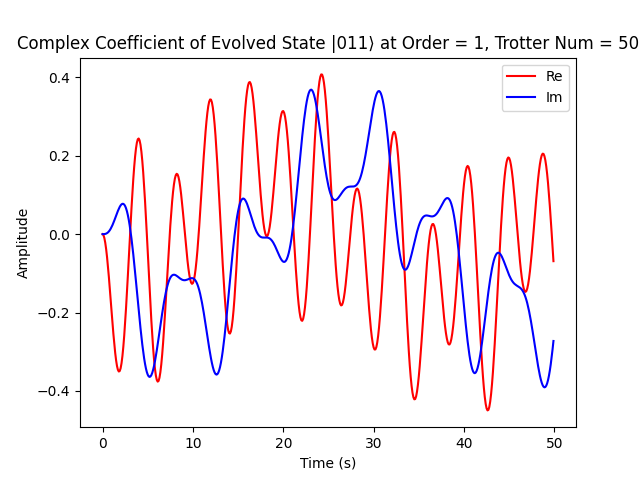 Complex Coefficient of Evolved State |011⟩ at Order = 1, Trotter Num = 50
Re
Im
0.4
0.2
0.0
−0.2
−0.4
Amplitude
0 10 20 30 40 50
Time (s)